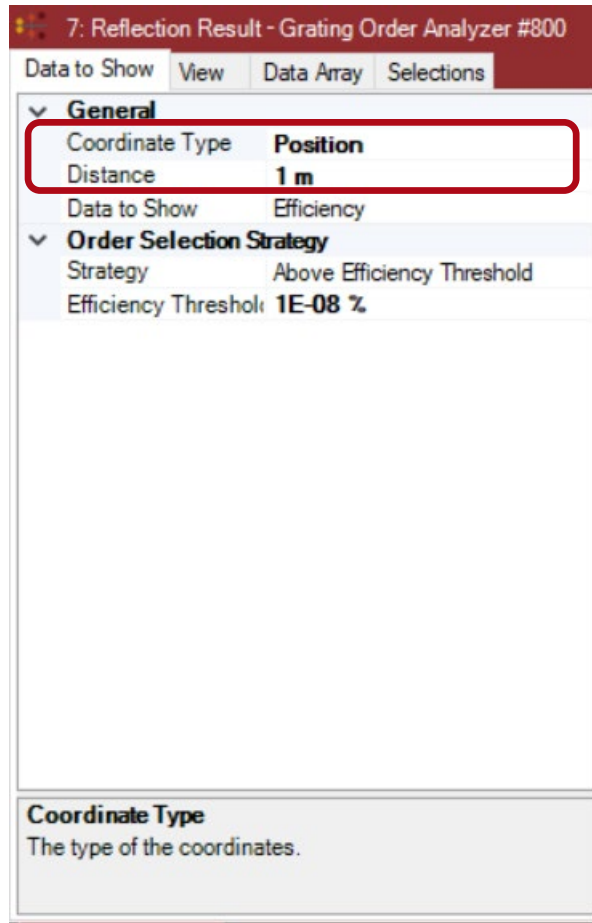 7: Reflection Result - Grating Order Analyzer #800
Data to Show View Data Array Selections
General
Coordinate Type Position
Distance 1 m
Data to Show Efficiency
Order Selection Strategy
Strategy Above Efficiency Threshold
Efficiency Threshol 1E-08 %
Coordinate Type
The type of the coordinates.